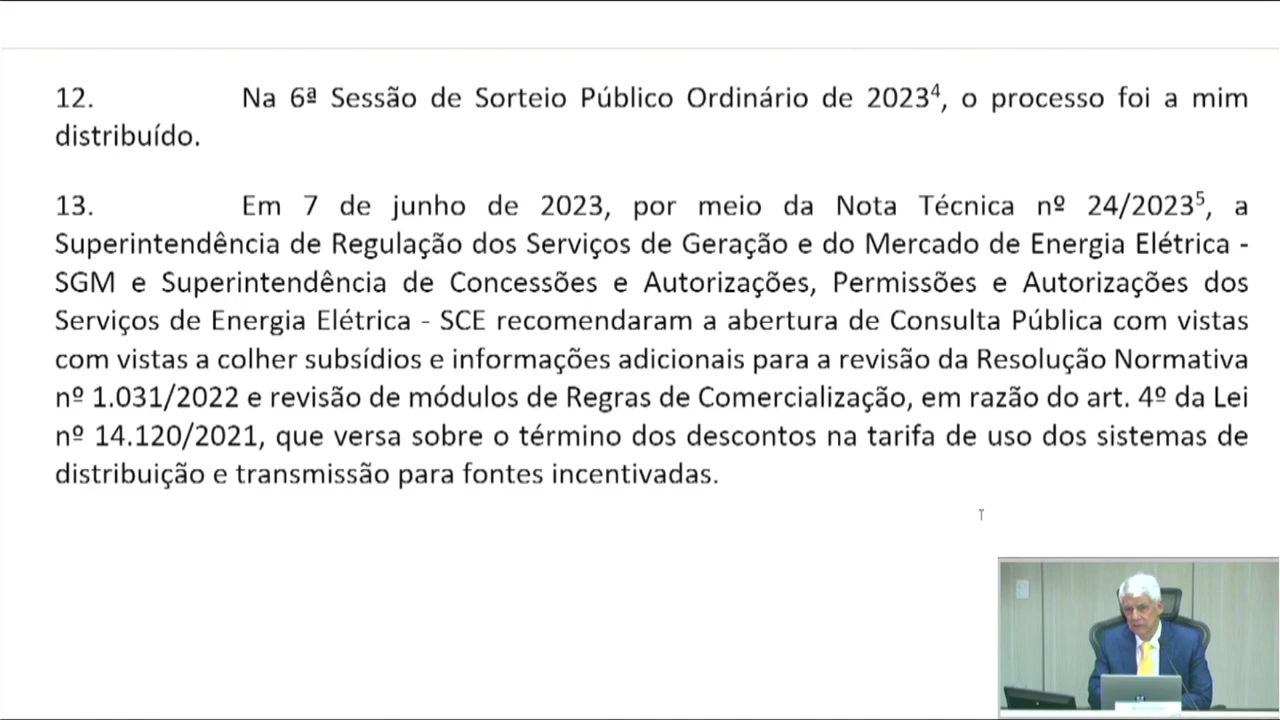 12. Na 6ª Sessão de Sorteio Público Ordinário de 2023⁴, o processo foi a mim
distribuído.
13. Em 7 de junho de 2023, por meio da Nota Técnica nº 24/2023⁵, a
Superintendência de Regulação dos Serviços de Geração e do Mercado de Energia Elétrica -
SGM e Superintendência de Concessões e Autorizações, Permissões e Autorizações dos
Serviços de Energia Elétrica - SCE recomendaram a abertura de Consulta Pública com vistas
com vistas a colher subsídios e informações adicionais para a revisão da Resolução Normativa
nº 1.031/2022 e revisão de módulos de Regras de Comercialização, em razão do art. 4º da Lei
nº 14.120/2021, que versa sobre o término dos descontos na tarifa de uso dos sistemas de
distribuição e transmissão para fontes incentivadas.